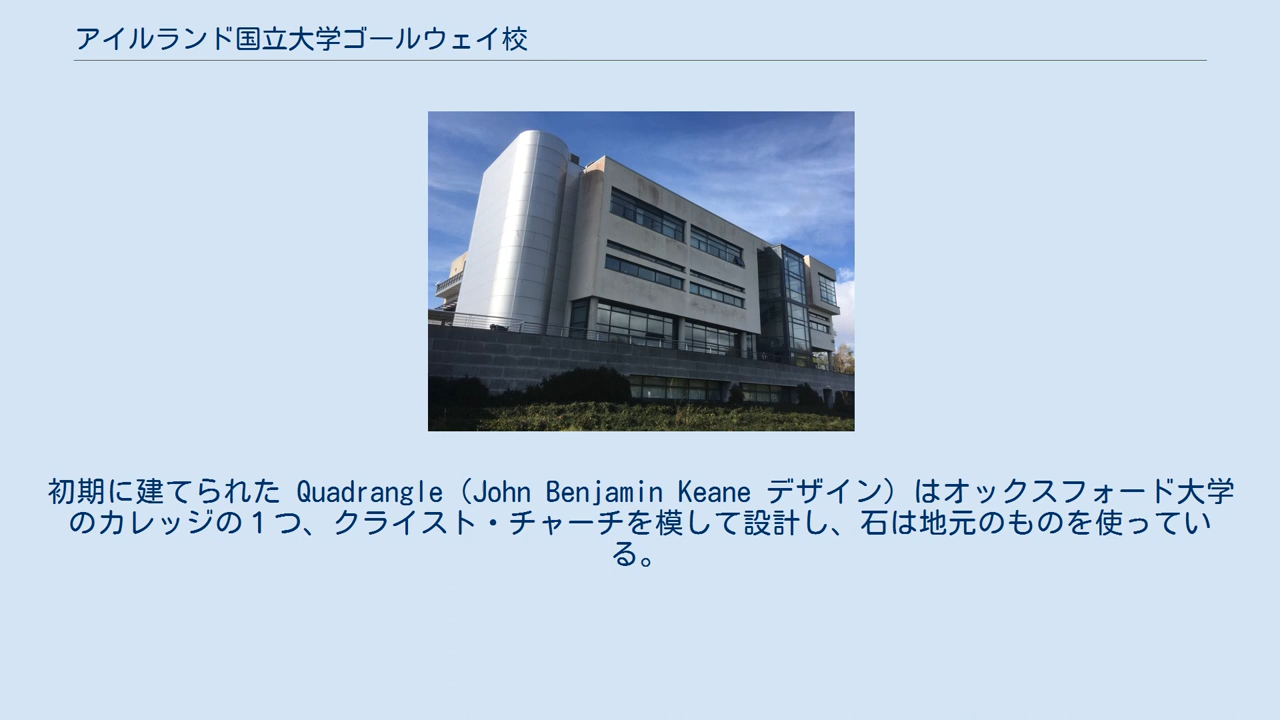 アイルランド国立大学ゴールウェイ校
初期に建てられた Quadrangle（John Benjamin Keane デザイン）はオックスフォード大学
のカレッジの１つ、クライスト・チャーチを模して設計し、石は地元のものを使ってい
る。